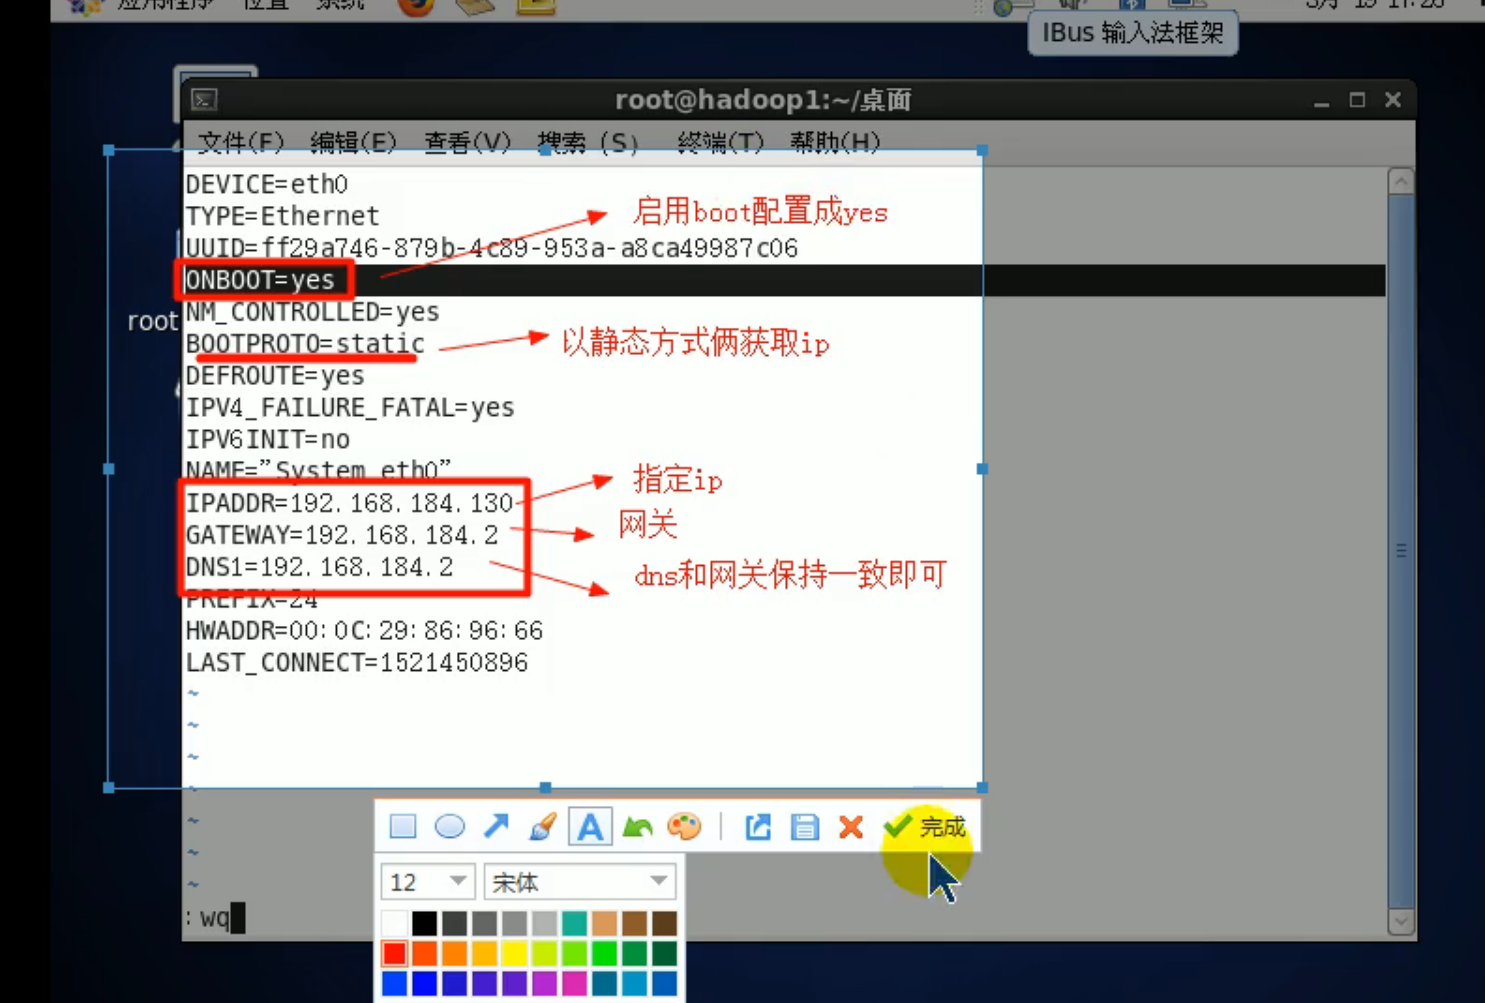 应用程序 位置 系统
3月 19 11:26
IBus 输入法框架
root@hadoop1:~/桌面
文件(F) 编辑(E) 查看(V) 搜索 (S) 终端(T) 帮助(H)
DEVICE=eth0
TYPE=Ethernet
启用boot配置成yes
UUID=ff29a746-879b-4c89-953a-a8ca49987c06
ONBOOT=yes
root
NM_CONTROLLED=yes
BOOTPROTO=static
以静态方式俩获取ip
DEFROUTE=yes
IPV4_FAILURE_FATAL=yes
IPV6INIT=no
NAME="System eth0"
指定ip
IPADDR=192.168.184.130
网关
GATEWAY=192.168.184.2
DNS1=192.168.184.2
dns和网关保持一致即可
PREFIX=24
HWADDR=00:0C:29:86:96:66
LAST_CONNECT=1521450896
~
~
~
~
~
~
~
A
完成
12 宋体
:wq